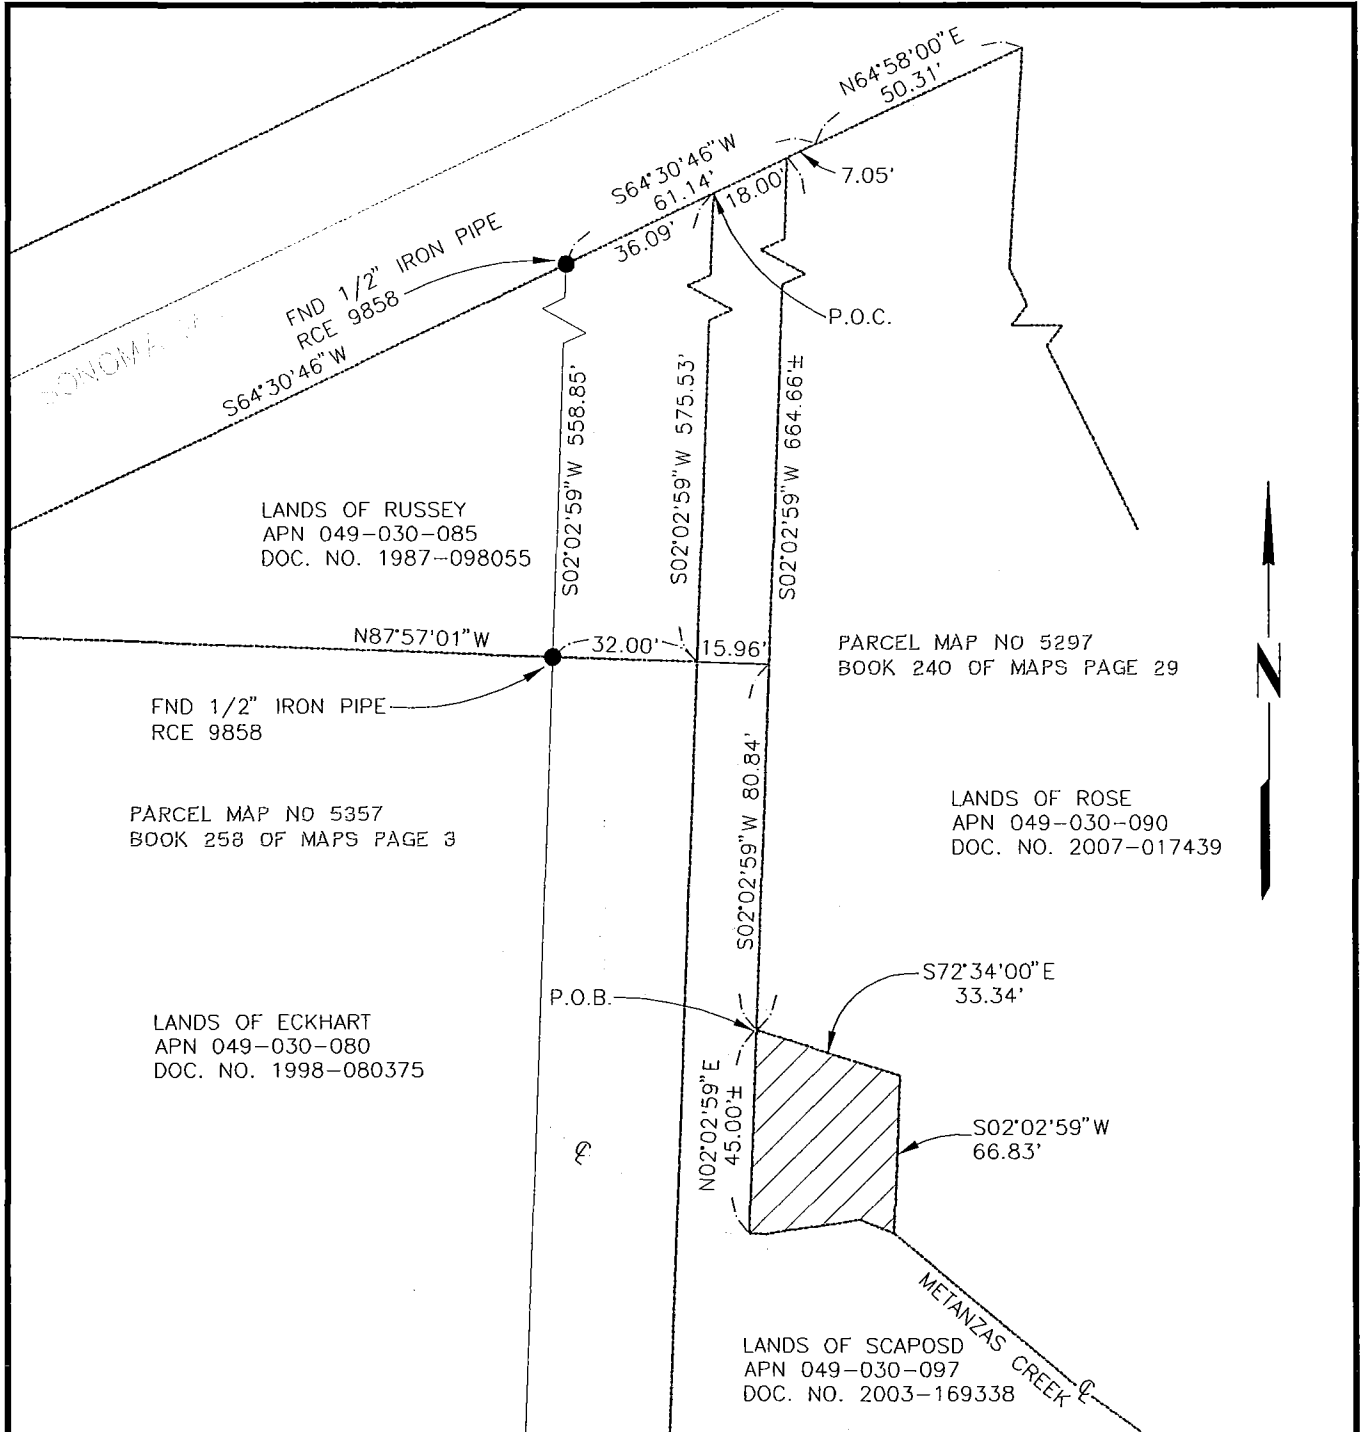 N64°58'00"E
50.31'
S64°30'46"W
61.14'
18.00'
7.05'
36.09'
FND 1/2" IRON PIPE
RCE 9858
P.O.C.
SONOMA
S64°30'46"W
S02°02'59"W 558.85'
S02°02'59"W 575.53'
S02°02'59"W 664.66'±
LANDS OF RUSSEY
APN 049-030-085
DOC. NO. 1987-098055
N87°57'01"W
32.00'
15.96'
PARCEL MAP NO 5297
BOOK 240 OF MAPS PAGE 29
N
FND 1/2" IRON PIPE
RCE 9858
S02°02'59"W 80.84'
PARCEL MAP NO 5357
BOOK 258 OF MAPS PAGE 3
LANDS OF ROSE
APN 049-030-090
DOC. NO. 2007-017439
S72°34'00"E
33.34'
P.O.B.
LANDS OF ECKHART
APN 049-030-080
DOC. NO. 1998-080375
N02°02'59"E
45.00'±
S02°02'59"W
66.83'
℄
METANZAS CREEK ℄
LANDS OF SCAPOSD
APN 049-030-097
DOC. NO. 2003-169338